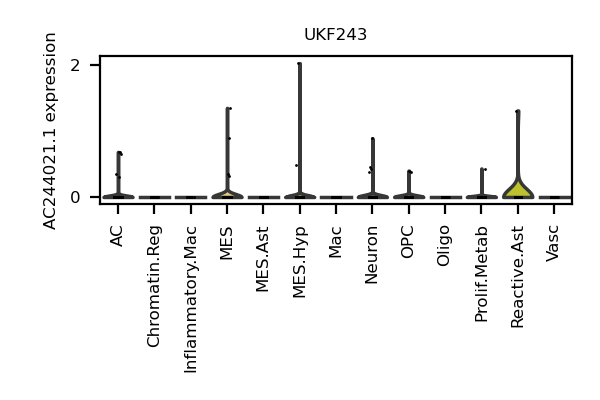 UKF243
AC244021.1 expression
2
0
AC
Chromatin.Reg
Inflammatory.Mac
MES
MES.Ast
MES.Hyp
Mac
Neuron
OPC
Oligo
Prolif.Metab
Reactive.Ast
Vasc